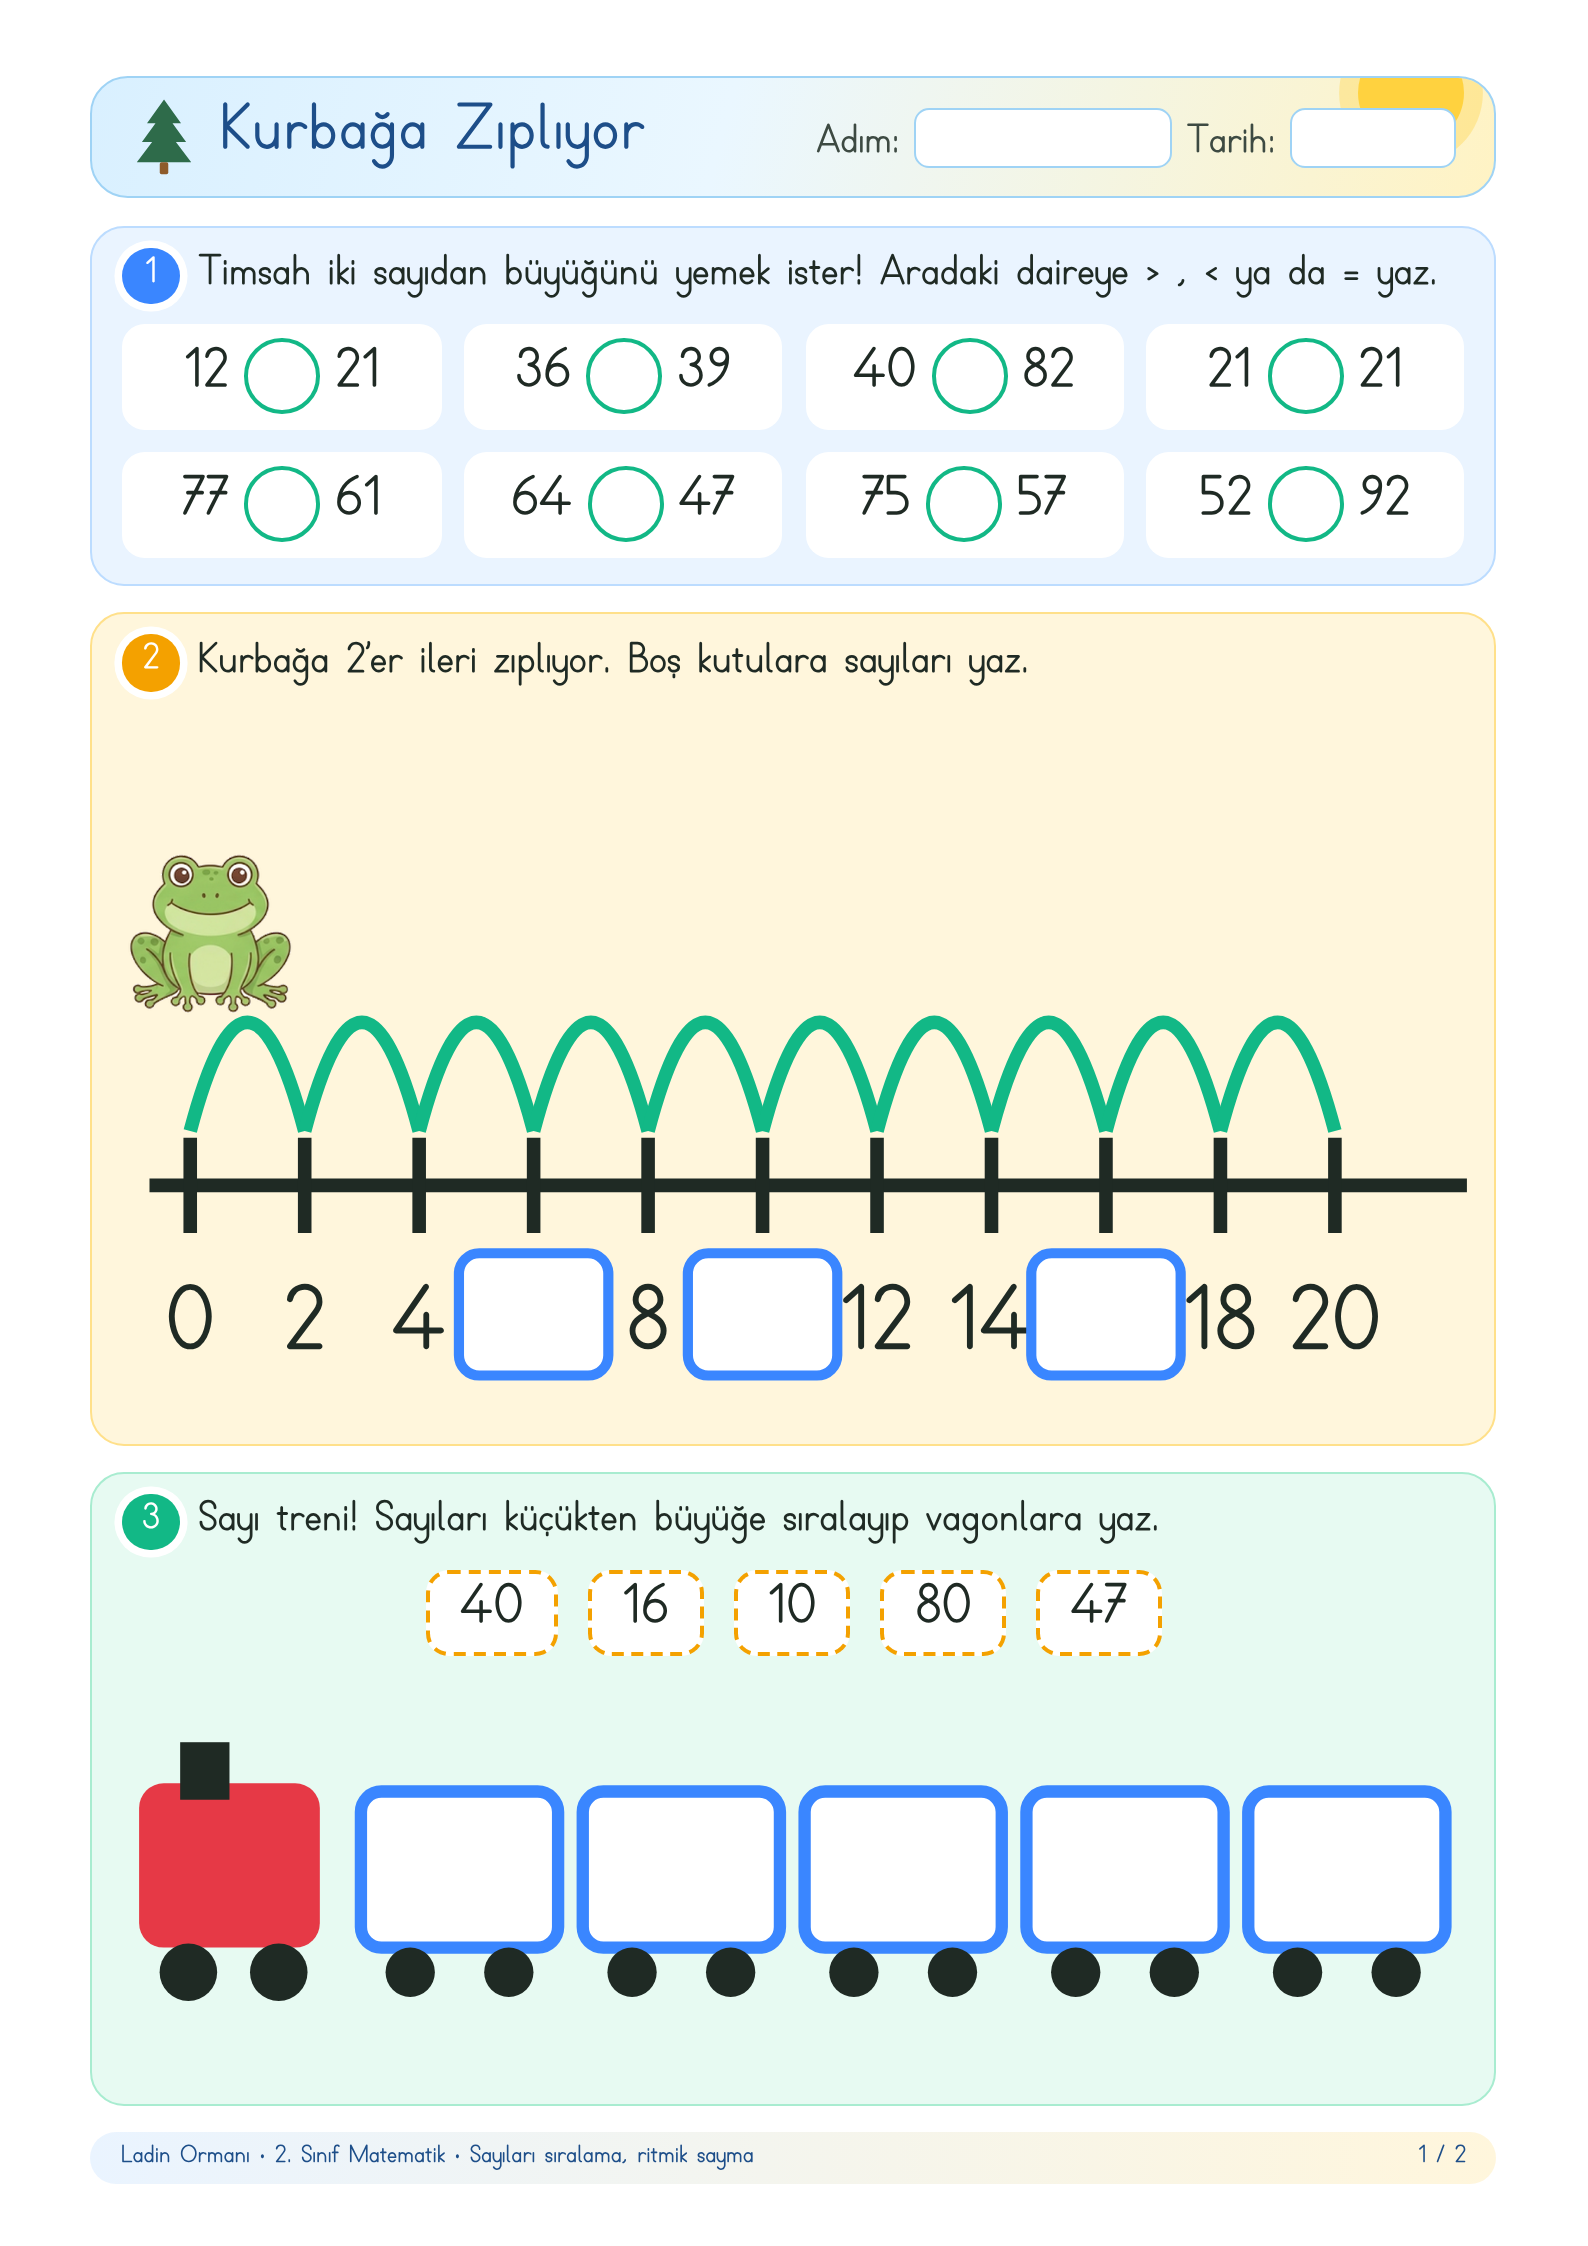 Kurbağa Zıplıyor
Adım: Tarih:
1 Timsah iki sayıdan büyüğünü yemek ister! Aradaki daireye > , < ya da = yaz.
12 21 36 39 40 82 21 21
77 61 64 47 75 57 52 92
2 Kurbağa 2'er ileri zıplıyor. Boş kutulara sayıları yaz.
0 2 4 8 12 14 18 20
3 Sayı treni! Sayıları küçükten büyüğe sıralayıp vagonlara yaz.
40 16 10 80 47
Ladin Ormanı • 2. Sınıf Matematik • Sayıları sıralama, ritmik sayma 1 / 2